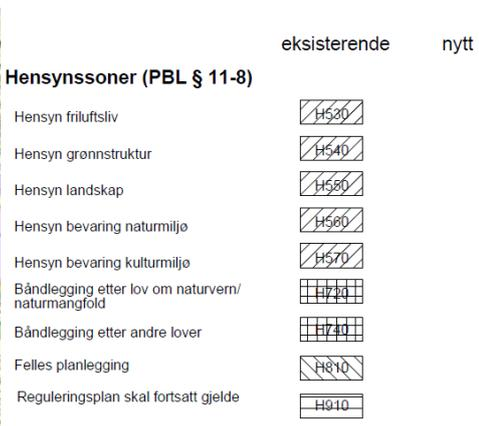 eksisterende nytt
Hensynssoner (PBL § 11-8)
Hensyn friluftsliv H530
Hensyn grønnstruktur H540
Hensyn landskap H550
Hensyn bevaring naturmiljø H560
Hensyn bevaring kulturmiljø H570
Båndlegging etter lov om naturvern/ H720
naturmangfold
Båndlegging etter andre lover H740
Felles planlegging H810
Reguleringsplan skal fortsatt gjelde H910